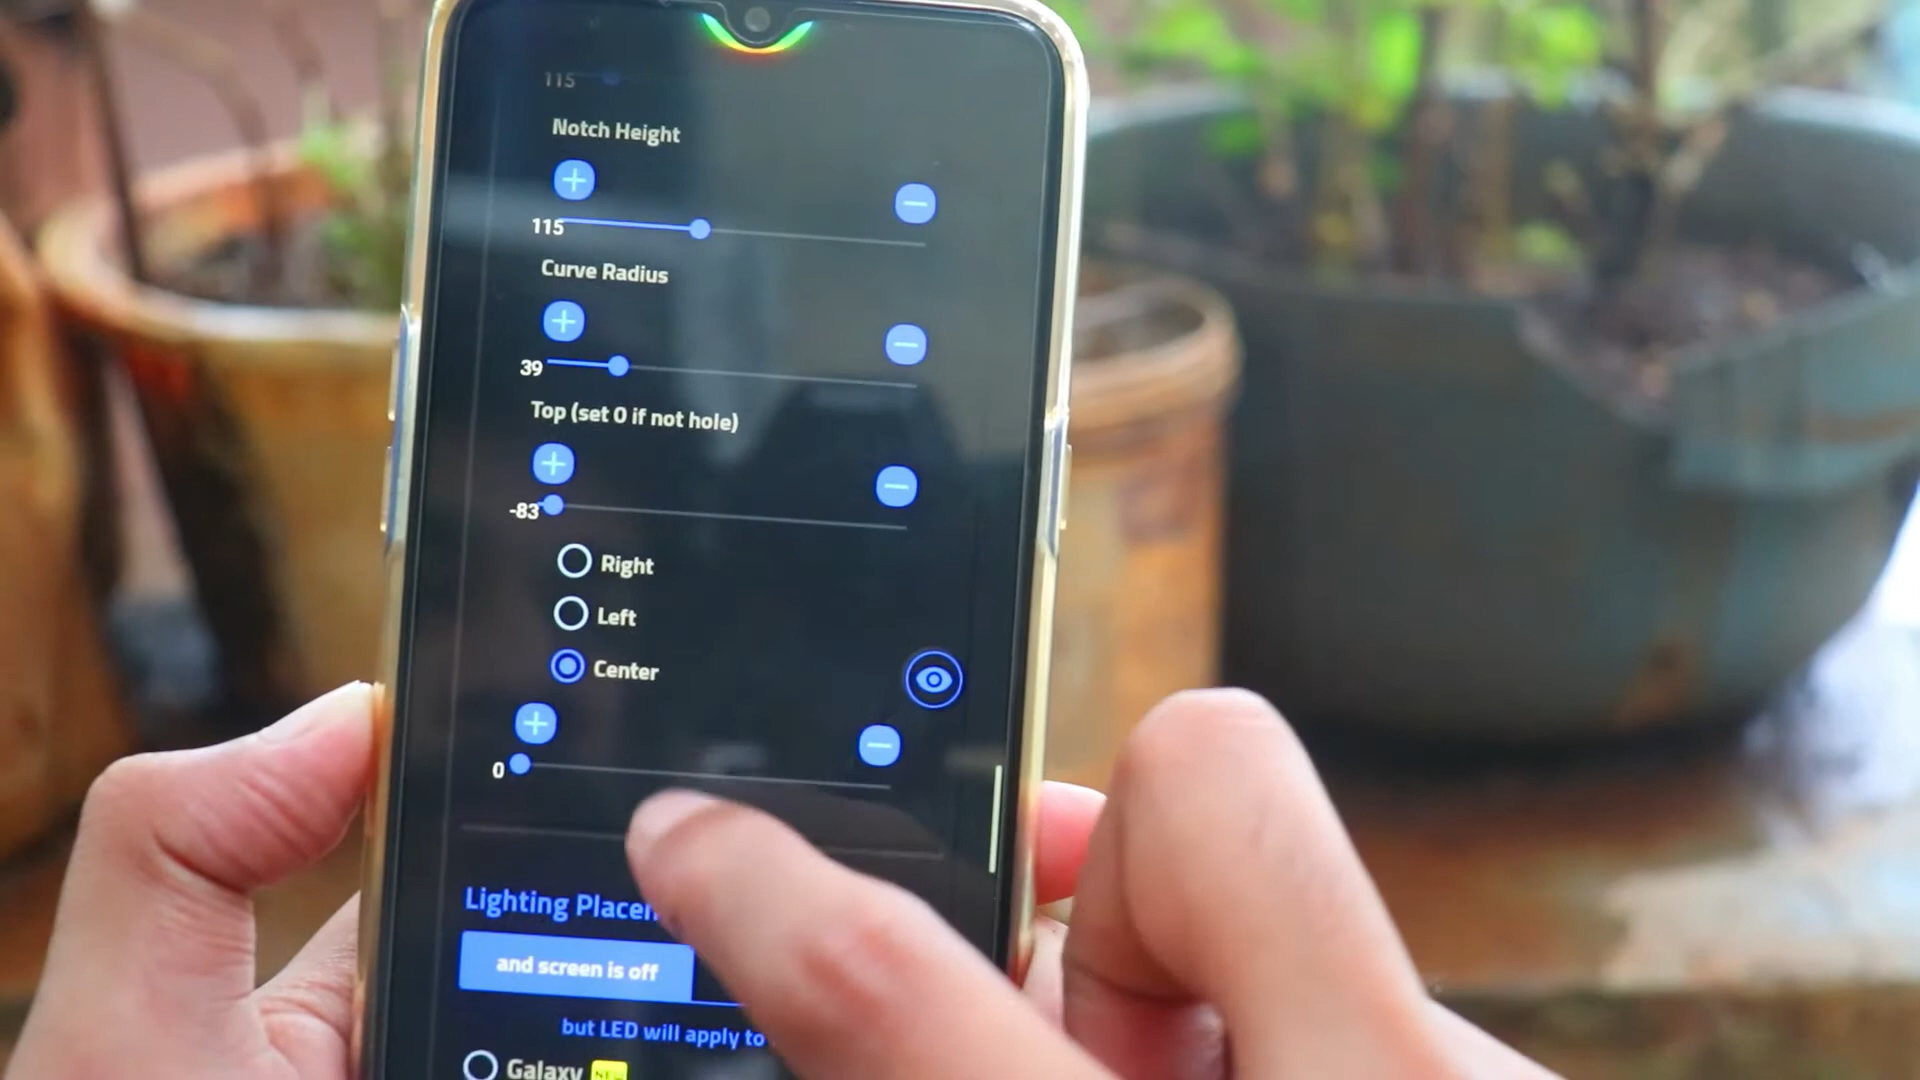 115
Notch Height
115
Curve Radius
39
Top (set 0 if not hole)
-83
Right
Left
Center
0
Lighting
and screen is off
but LED will apply to
Galaxy NEW